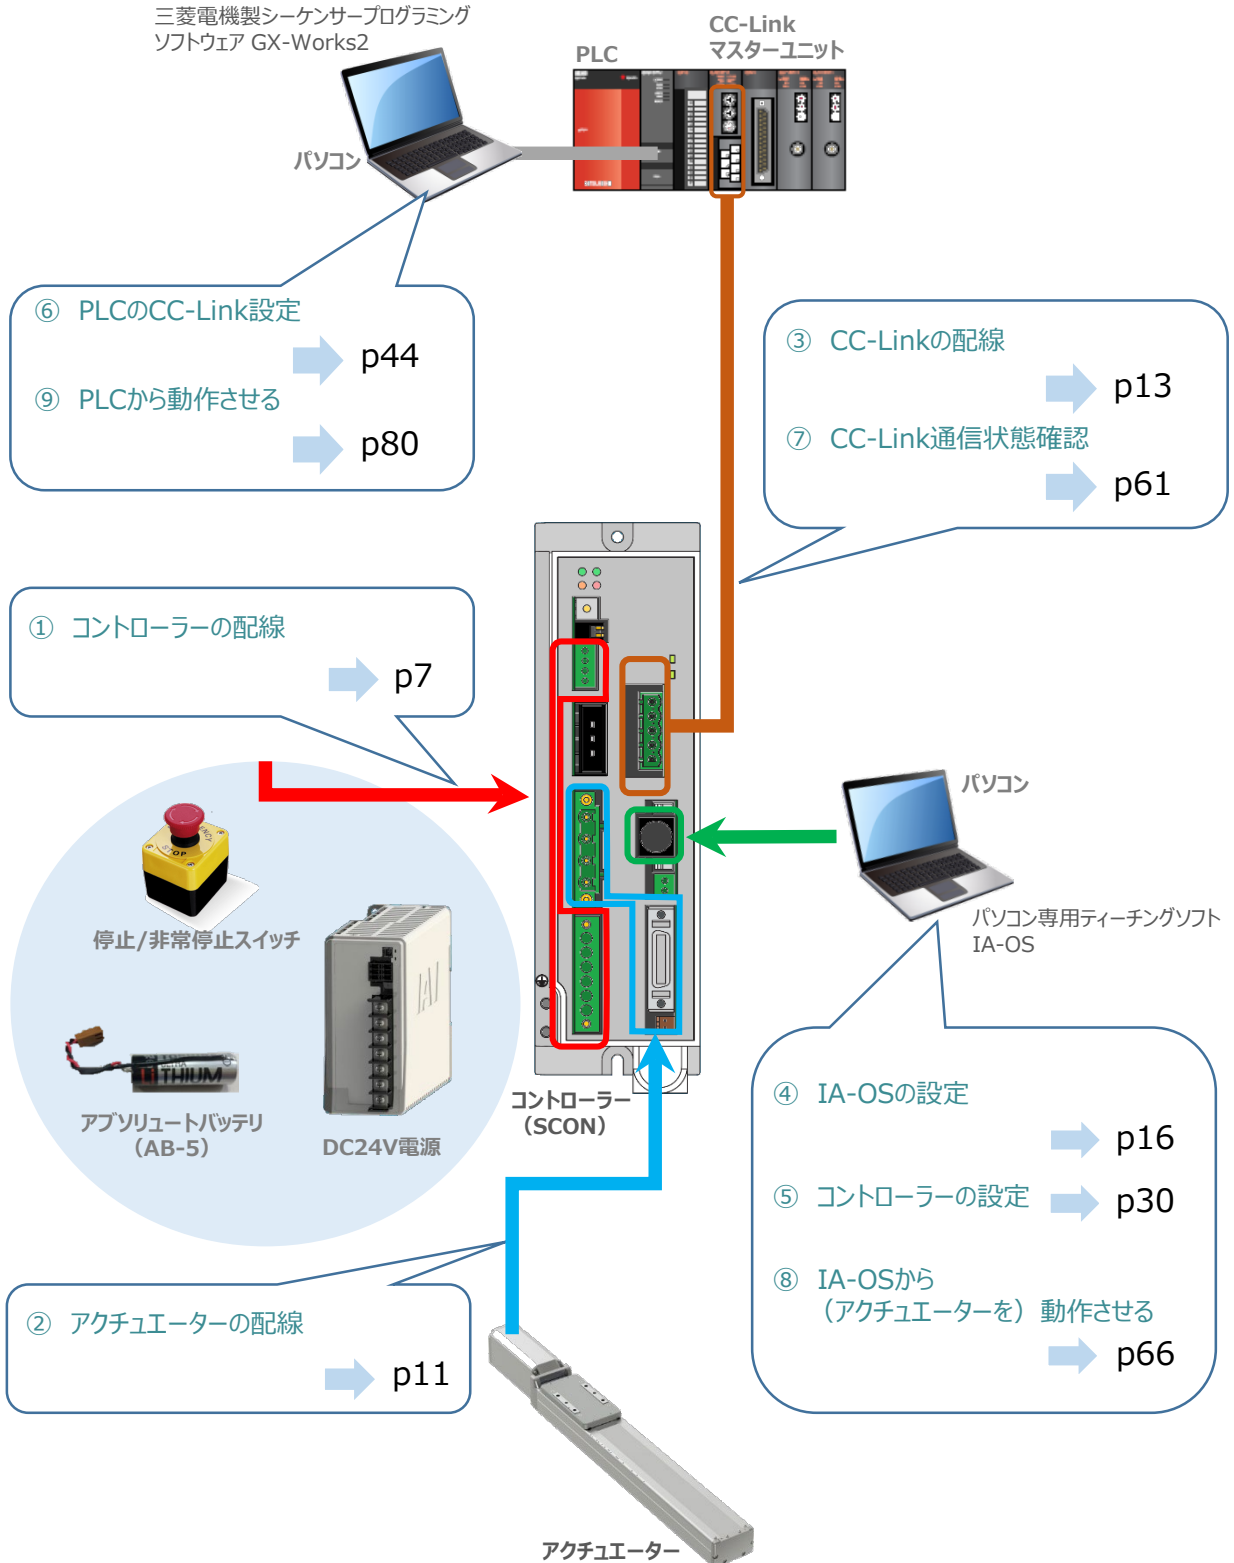 三菱電機製シーケンサープログラミング
ソフトウェア GX-Works2
CC-Link
マスターユニット
PLC
パソコン
⑥ PLCのCC-Link設定
p44
⑨ PLCから動作させる
p80
③ CC-Linkの配線
p13
⑦ CC-Link通信状態確認
p61
① コントローラーの配線
p7
パソコン
パソコン専用ティーチングソフト
IA-OS
STOP
停止/非常停止スイッチ
THIUM
アブソリュートバッテリ
（AB-5）
DC24V電源
コントローラー
（SCON）
④ IA-OSの設定
p16
⑤ コントローラーの設定
p30
⑧ IA-OSから
（アクチュエーターを）動作させる
p66
② アクチュエーターの配線
p11
アクチュエーター